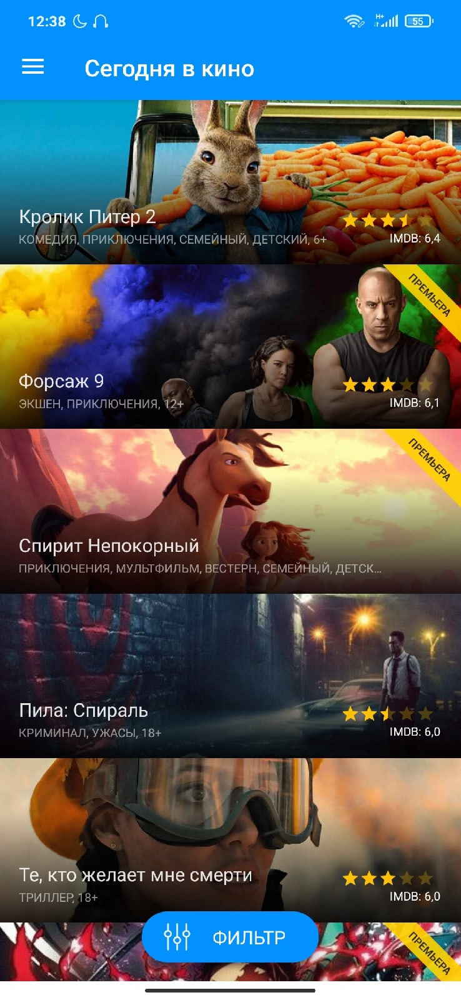 12:38
H+
55
Сегодня в кино
Кролик Питер 2
КОМЕДИЯ, ПРИКЛЮЧЕНИЯ, СЕМЕЙНЫЙ, ДЕТСКИЙ, 6+
IMDB: 6,4
ПРЕМЬЕРА
Форсаж 9
ЭКШЕН, ПРИКЛЮЧЕНИЯ, 12+
IMDB: 6,1
ПРЕМЬЕРА
Спирит Непокорный
ПРИКЛЮЧЕНИЯ, МУЛЬТФИЛЬМ, ВЕСТЕРН, СЕМЕЙНЫЙ, ДЕТСК...
Пила: Спираль
КРИМИНАЛ, УЖАСЫ, 18+
IMDB: 6,0
Те, кто желает мне смерти
ТРИЛЛЕР, 18+
IMDB: 6,0
ФИЛЬТР
ПРЕМЬЕРА